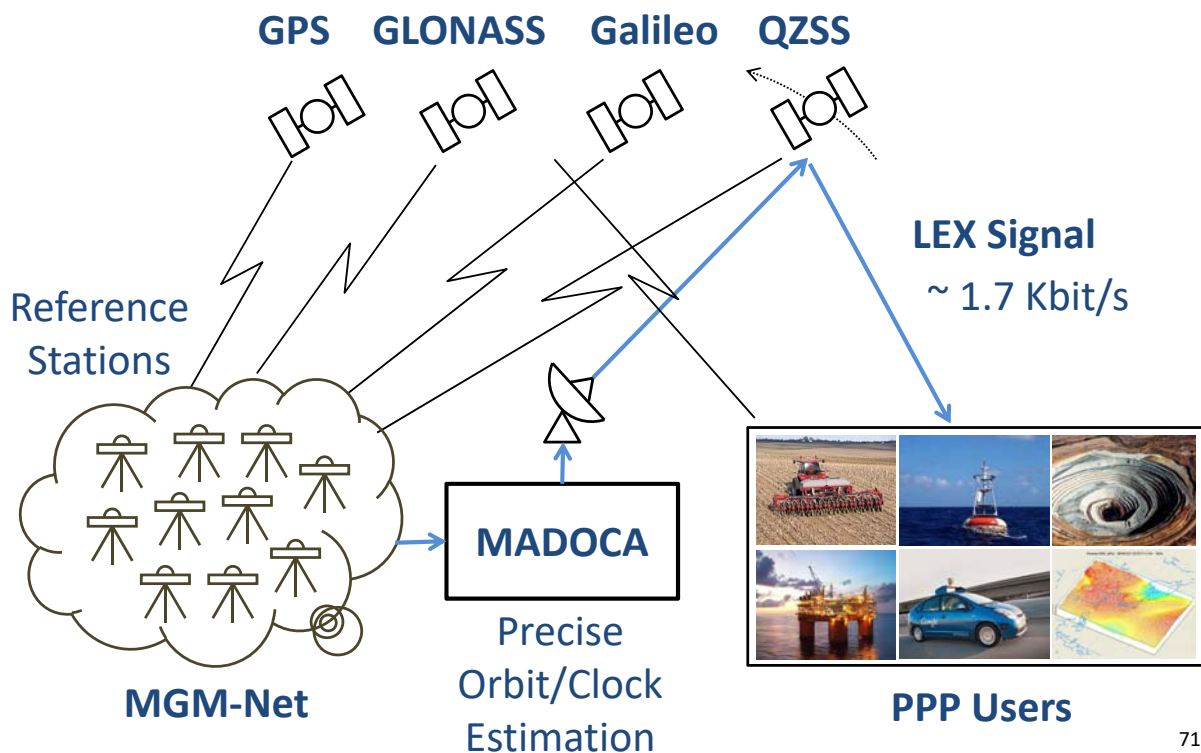 GPS GLONASS Galileo QZSS
LEX Signal
~ 1.7 Kbit/s
Reference
Stations
MADOCA
Precise
Orbit/Clock
Estimation
MGM-Net
PPP Users
71